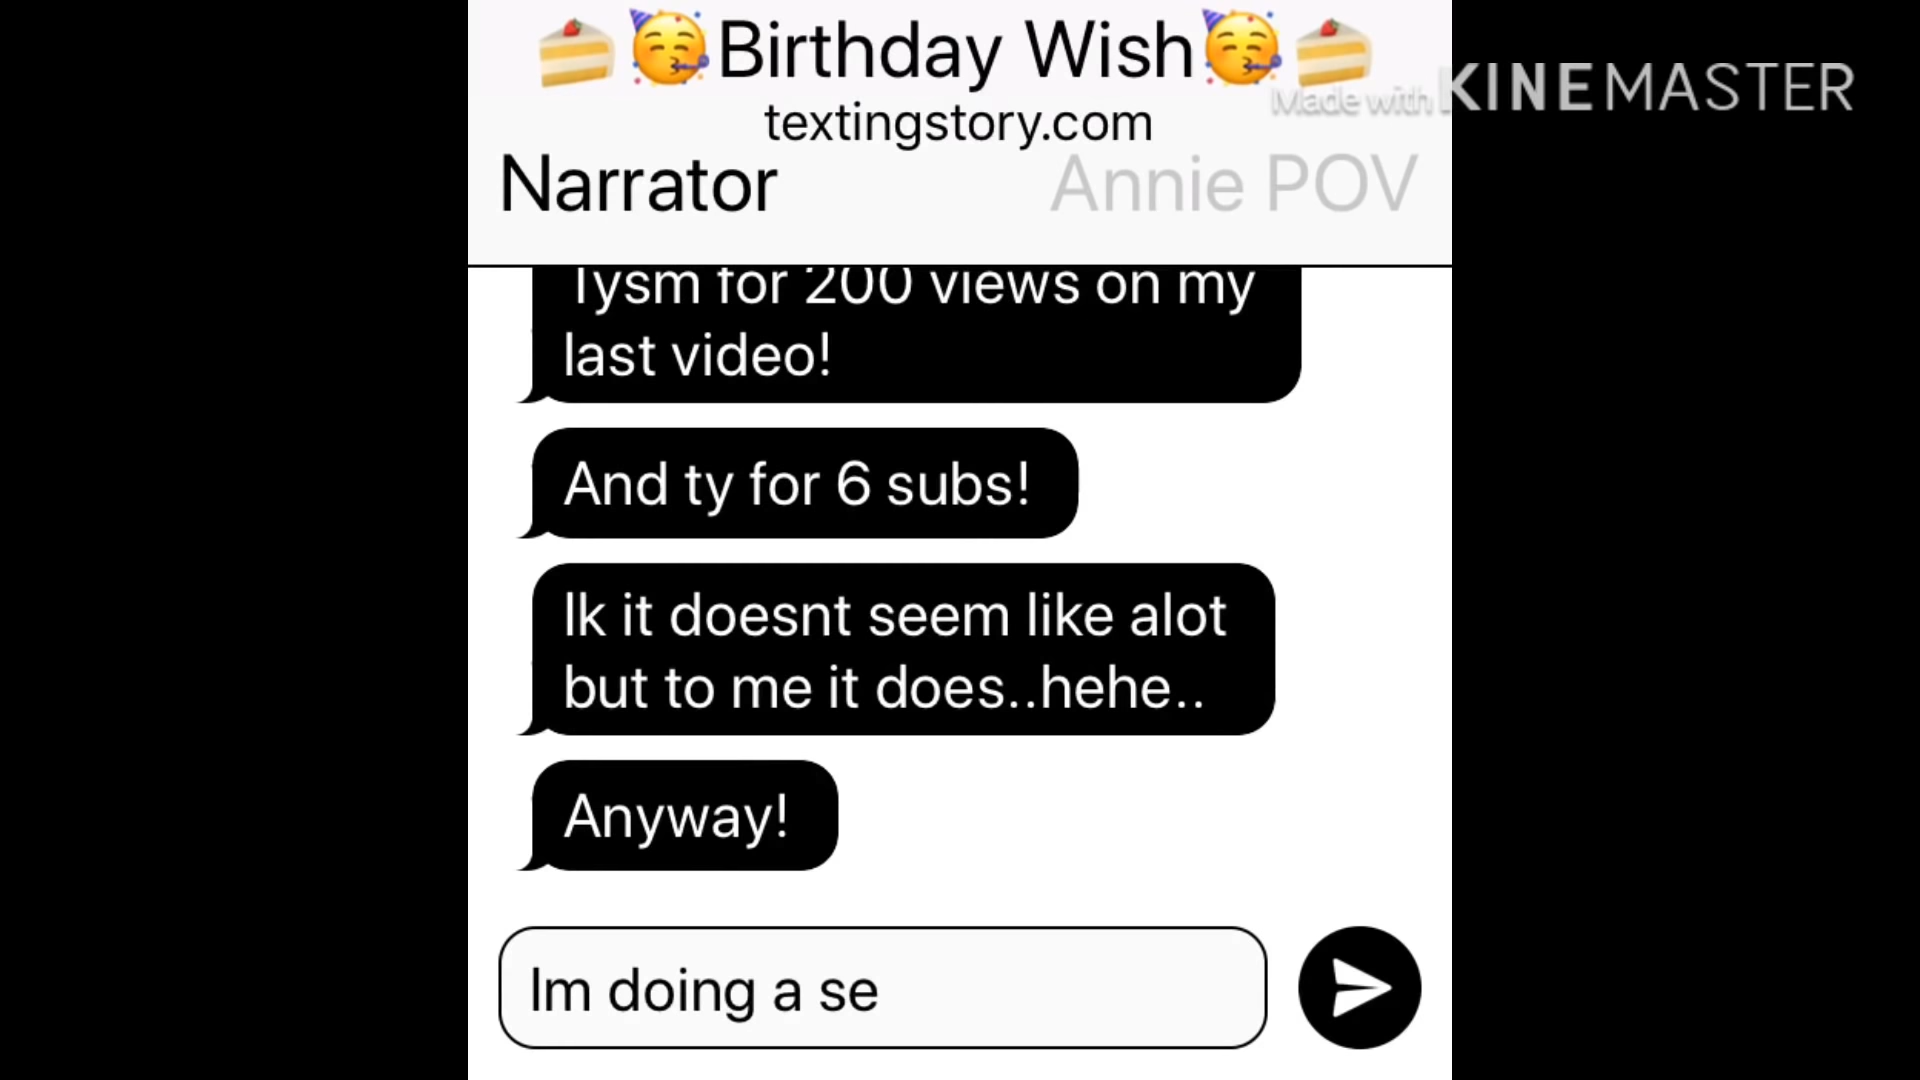 🍰🥳Birthday Wish🥳🍰
Made with KINEMASTER
textingstory.com
Narrator Annie POV
Tysm for 200 views on my
last video!
And ty for 6 subs!
Ik it doesnt seem like alot
but to me it does..hehe..
Anyway!
Im doing a se